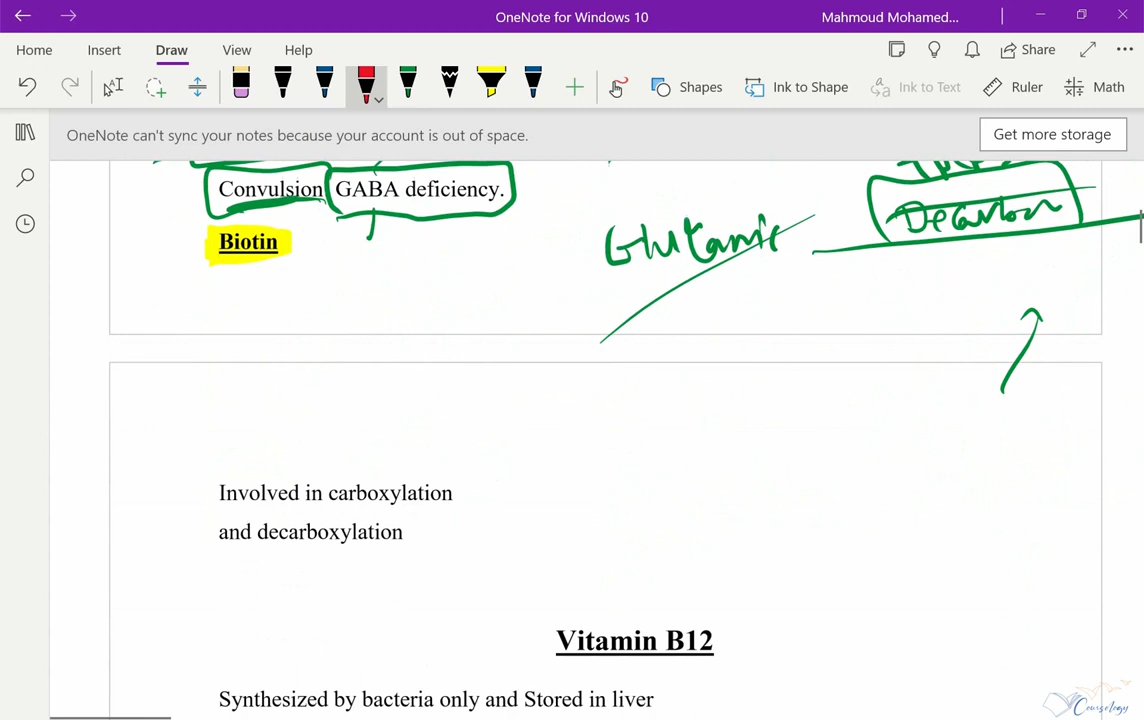 OneNote for Windows 10
Mahmoud Mohamed...
Home Insert Draw View Help Share
Shapes Ink to Shape Ink to Text Ruler Math
OneNote can't sync your notes because your account is out of space.
Get more storage
Convulsion GABA deficiency.
Decarbox
Glutamic
Biotin
Involved in carboxylation
and decarboxylation
Vitamin B12
Synthesized by bacteria only and Stored in liver
Courselogy